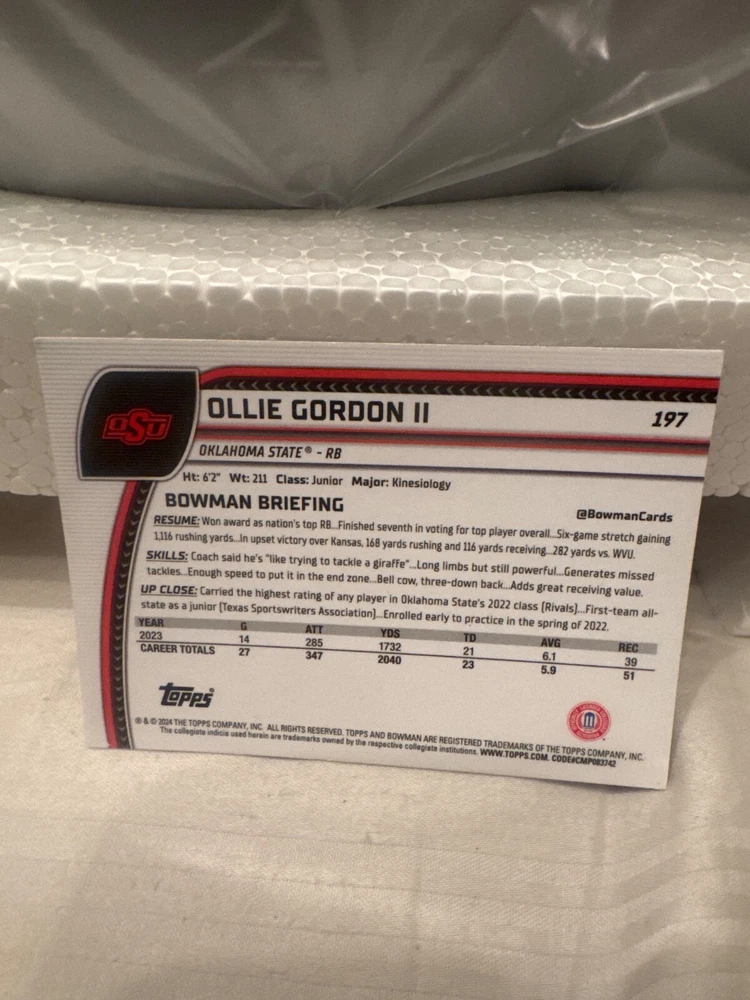 OSU
OLLIE GORDON II
197
OKLAHOMA STATE® - RB
Ht: 6'2" Wt: 211 Class: Junior Major: Kinesiology
BOWMAN BRIEFING
@BowmanCards
RESUME: Won award as nation's top RB...Finished seventh in voting for top player overall...Six-game stretch gaining
1,116 rushing yards...In upset victory over Kansas, 168 yards rushing and 116 yards receiving...282 yards vs. WVU.
SKILLS: Coach said he's "like trying to tackle a giraffe"...Long limbs but still powerful...Generates missed
tackles...Enough speed to put it in the end zone...Bell cow, three-down back...Adds great receiving value.
UP CLOSE: Carried the highest rating of any player in Oklahoma State's 2022 class (Rivals)...First-team all-
state as a junior (Texas Sportswriters Association)...Enrolled early to practice in the spring of 2022.
YEAR G ATT YDS TD AVG REC
2023 14 285 1732 21 6.1 39
CAREER TOTALS 27 347 2040 23 5.9 51
topps
® & © 2024 THE TOPPS COMPANY, INC. ALL RIGHTS RESERVED. TOPPS AND BOWMAN ARE REGISTERED TRADEMARKS OF THE TOPPS COMPANY, INC.
The collegiate indicia used herein are trademarks owned by the respective collegiate institutions. WWW.TOPPS.COM. CODE#CMP083742